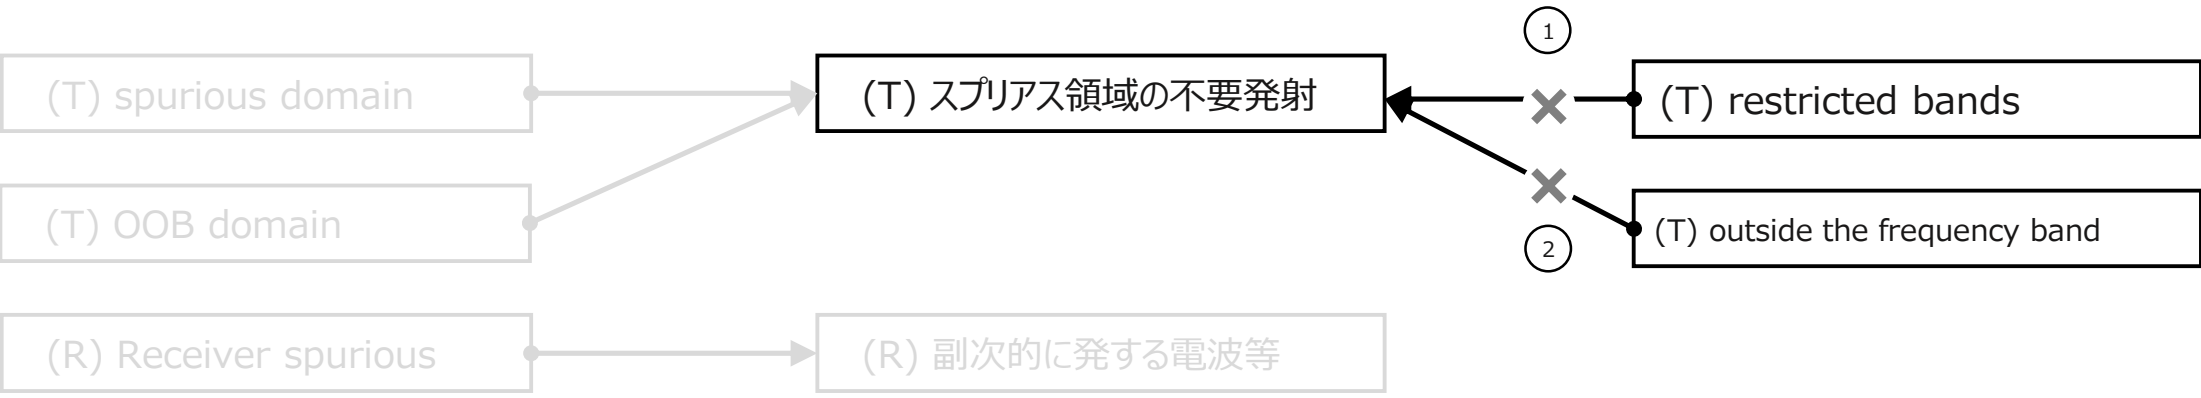 1
(T) spurious domain
(T) スプリアス領域の不要発射
(T) restricted bands
(T) OOB domain
(T) outside the frequency band
2
(R) Receiver spurious
(R) 副次的に発する電波等